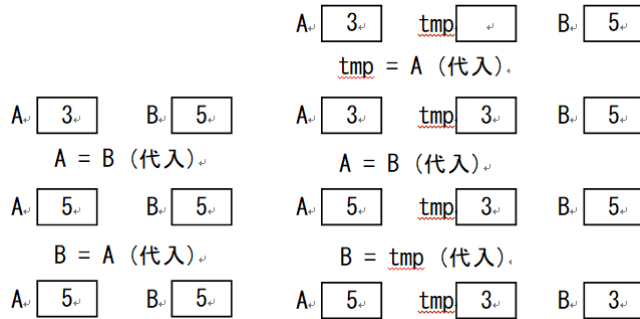 A 3 tmp B 5
tmp = A (代入)
A 3 B 5
A = B (代入)
A 5 B 5
B = A (代入)
A 5 B 5
A 3 tmp 3 B 5
A = B (代入)
A 5 tmp 3 B 5
B = tmp (代入)
A 5 tmp 3 B 3